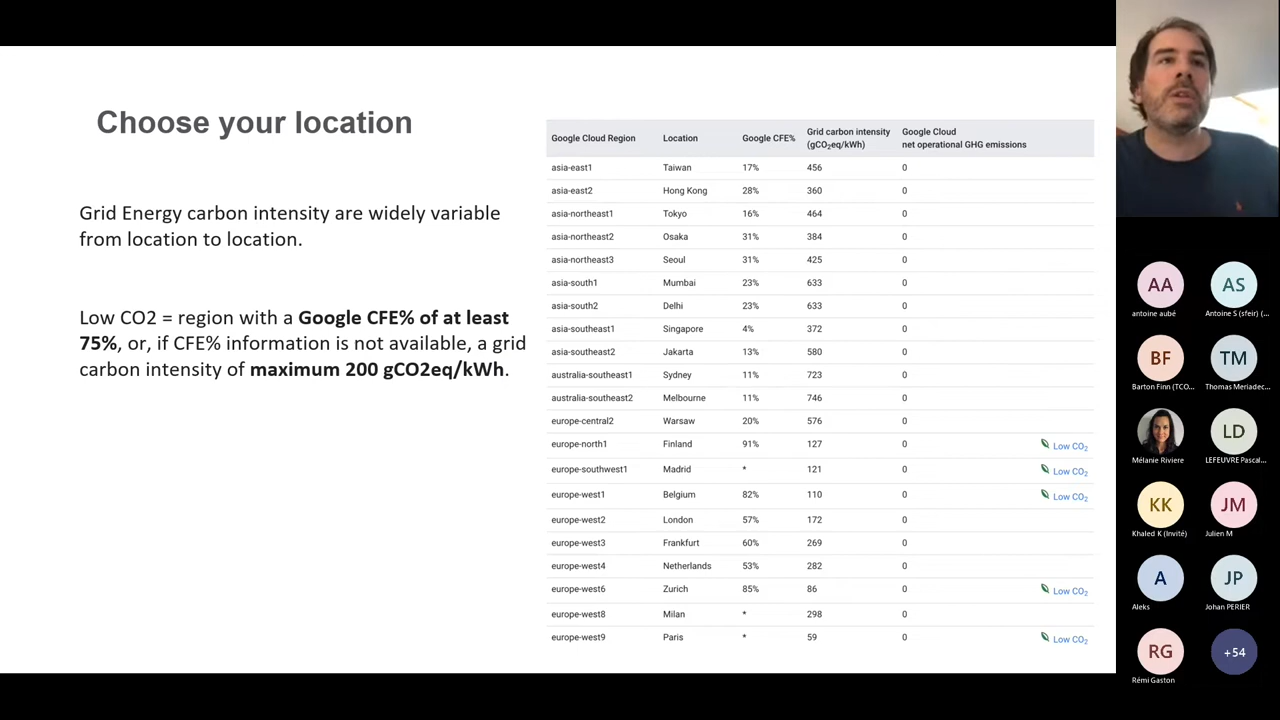 Choose your location
Grid Energy carbon intensity are widely variable
from location to location.
Low CO2 = region with a Google CFE% of at least
75%, or, if CFE% information is not available, a grid
carbon intensity of maximum 200 gCO2eq/kWh.
Google Cloud Region Location Google CFE% Grid carbon intensity (gCO₂eq/kWh) Google Cloud net operational GHG emissions
asia-east1 Taiwan 17% 456 0
asia-east2 Hong Kong 28% 360 0
asia-northeast1 Tokyo 16% 464 0
asia-northeast2 Osaka 31% 384 0
asia-northeast3 Seoul 31% 425 0
asia-south1 Mumbai 23% 633 0
asia-south2 Delhi 23% 633 0
asia-southeast1 Singapore 4% 372 0
asia-southeast2 Jakarta 13% 580 0
australia-southeast1 Sydney 11% 723 0
australia-southeast2 Melbourne 11% 746 0
europe-central2 Warsaw 20% 576 0
europe-north1 Finland 91% 127 0 Low CO₂
europe-southwest1 Madrid * 121 0 Low CO₂
europe-west1 Belgium 82% 110 0 Low CO₂
europe-west2 London 57% 172 0
europe-west3 Frankfurt 60% 269 0
europe-west4 Netherlands 53% 282 0
europe-west6 Zurich 85% 86 0 Low CO₂
europe-west8 Milan * 298 0
europe-west9 Paris * 59 0 Low CO₂
AA AS
antoine aubé Antoine S (sfeir) (...
BF TM
Barton Finn (TCO... Thomas Meriadec...
LD
Mélanie Riviere LEFEUVRE Pascal...
KK JM
Khaled K (Invité) Julien M
A JP
Aleks Johan PERIER
RG +54
Rémi Gaston